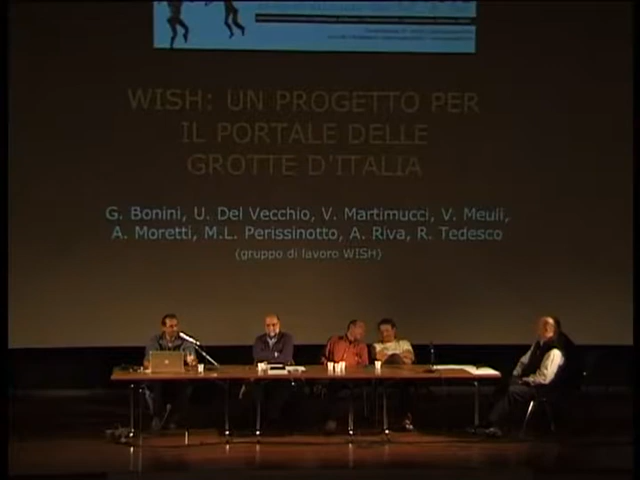 WISH: UN PROGETTO PER
IL PORTALE DELLE
GROTTE D'ITALIA
G. Bonini, U. Del Vecchio, V. Martimucci, V. Meuli,
A. Moretti, M.L. Perissinotto, A. Riva, R. Tedesco
(gruppo di lavoro WISH)